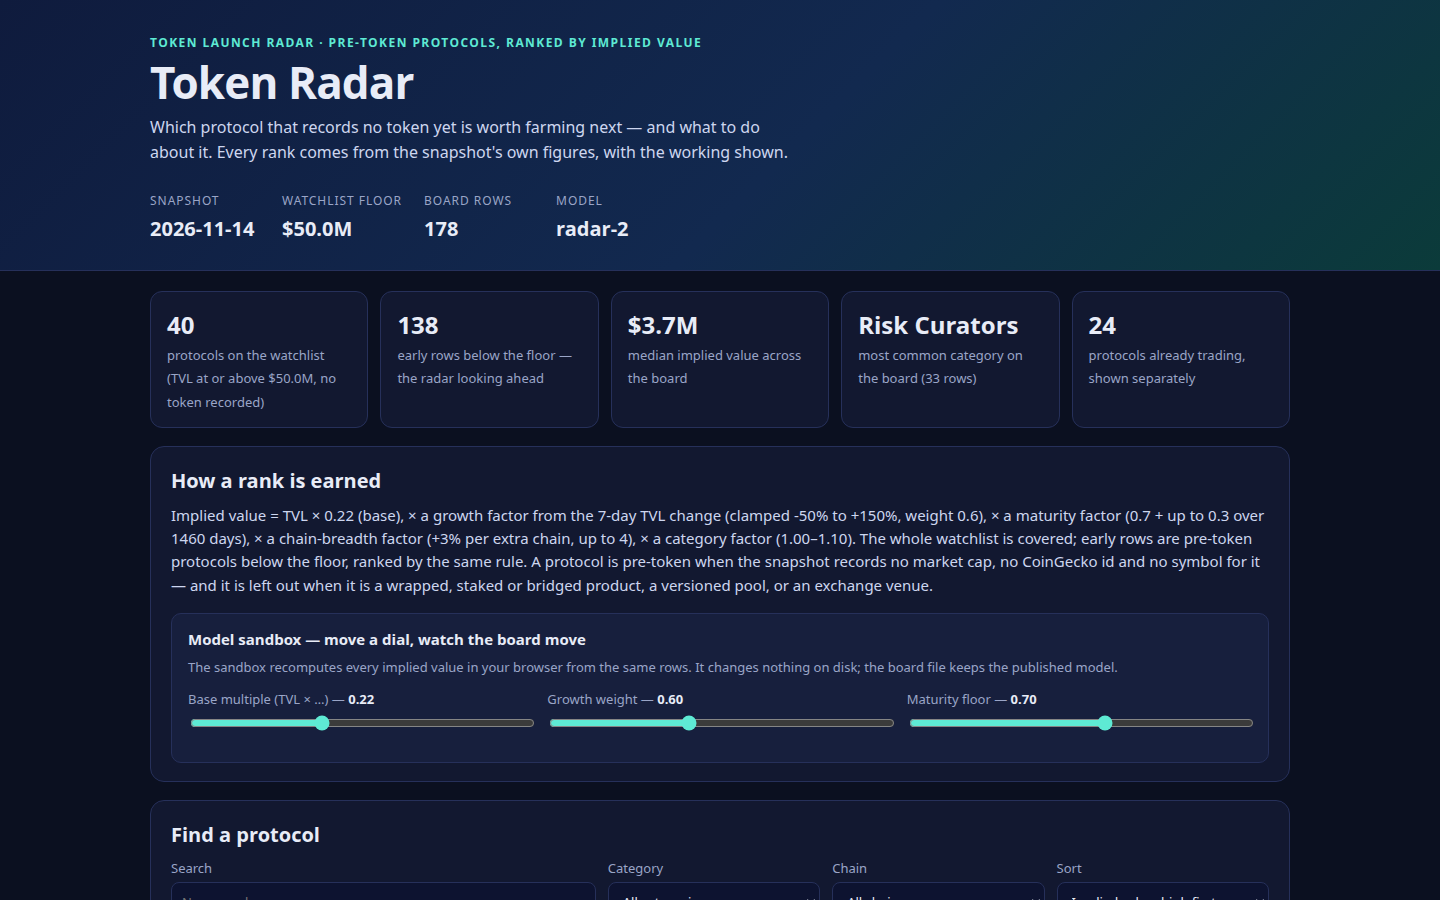 TOKEN LAUNCH RADAR · PRE-TOKEN PROTOCOLS, RANKED BY IMPLIED VALUE
Token Radar
Which protocol that records no token yet is worth farming next — and what to do
about it. Every rank comes from the snapshot's own figures, with the working shown.
SNAPSHOT WATCHLIST FLOOR BOARD ROWS MODEL
2026-11-14 $50.0M 178 radar-2
40
protocols on the watchlist
(TVL at or above $50.0M, no
token recorded)
138
early rows below the floor —
the radar looking ahead
$3.7M
median implied value across
the board
Risk Curators
most common category on
the board (33 rows)
24
protocols already trading,
shown separately
How a rank is earned
Implied value = TVL × 0.22 (base), × a growth factor from the 7-day TVL change (clamped -50% to +150%, weight 0.6), × a maturity factor (0.7 + up to 0.3 over
1460 days), × a chain-breadth factor (+3% per extra chain, up to 4), × a category factor (1.00–1.10). The whole watchlist is covered; early rows are pre-token
protocols below the floor, ranked by the same rule. A protocol is pre-token when the snapshot records no market cap, no CoinGecko id and no symbol for it
— and it is left out when it is a wrapped, staked or bridged product, a versioned pool, or an exchange venue.
Model sandbox — move a dial, watch the board move
The sandbox recomputes every implied value in your browser from the same rows. It changes nothing on disk; the board file keeps the published model.
Base multiple (TVL × ...) — 0.22
Growth weight — 0.60
Maturity floor — 0.70
Find a protocol
Search Category Chain Sort